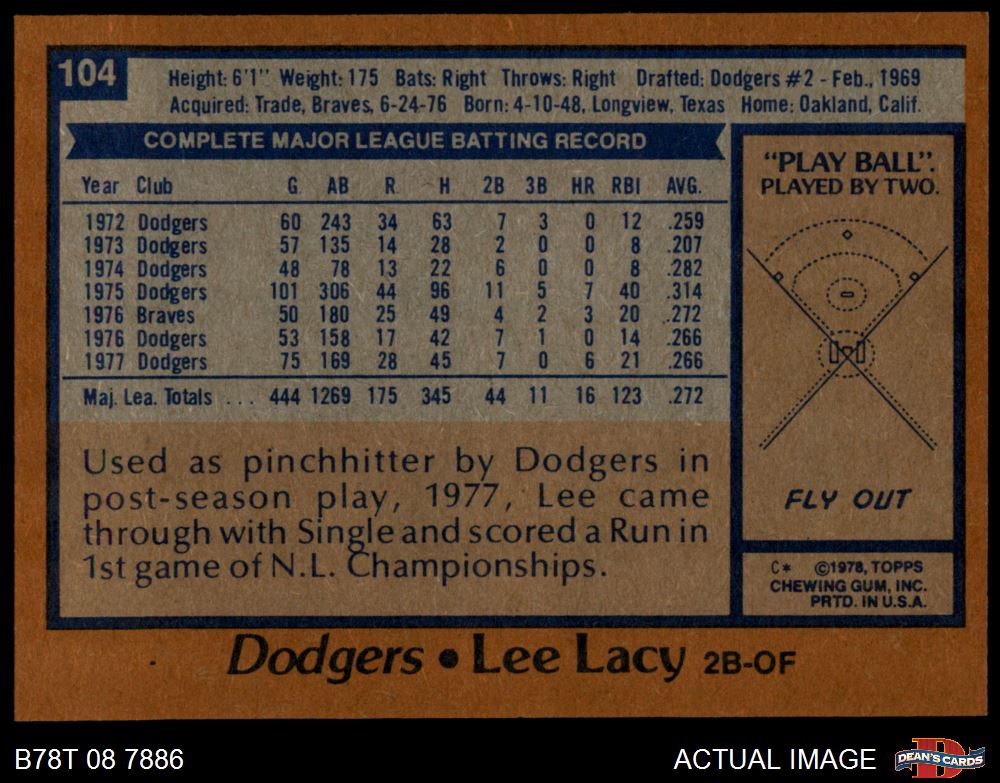 104
Height: 6'1" Weight: 175 Bats: Right Throws: Right Drafted: Dodgers #2 - Feb., 1969
Acquired: Trade, Braves, 6-24-76 Born: 4-10-48, Longview, Texas Home: Oakland, Calif.
COMPLETE MAJOR LEAGUE BATTING RECORD
Year Club G AB R H 2B 3B HR RBI AVG.
1972 Dodgers 60 243 34 63 7 3 0 12 .259
1973 Dodgers 57 135 14 28 2 0 0 8 .207
1974 Dodgers 48 78 13 22 6 0 0 8 .282
1975 Dodgers 101 306 44 96 11 5 7 40 .314
1976 Braves 50 180 25 49 4 2 3 20 .272
1976 Dodgers 53 158 17 42 7 1 0 14 .266
1977 Dodgers 75 169 28 45 7 0 6 21 .266
Maj. Lea. Totals . . . 444 1269 175 345 44 11 16 123 .272
Used as pinchhitter by Dodgers in
post-season play, 1977, Lee came
through with Single and scored a Run in
1st game of N.L. Championships.
"PLAY BALL".
PLAYED BY TWO.
FLY OUT
C* ©1978, TOPPS
CHEWING GUM, INC.
PRTD. IN U.S.A.
Dodgers • Lee Lacy 2B-OF
B78T 08 7886
ACTUAL IMAGE
D
DEAN'S CARDS